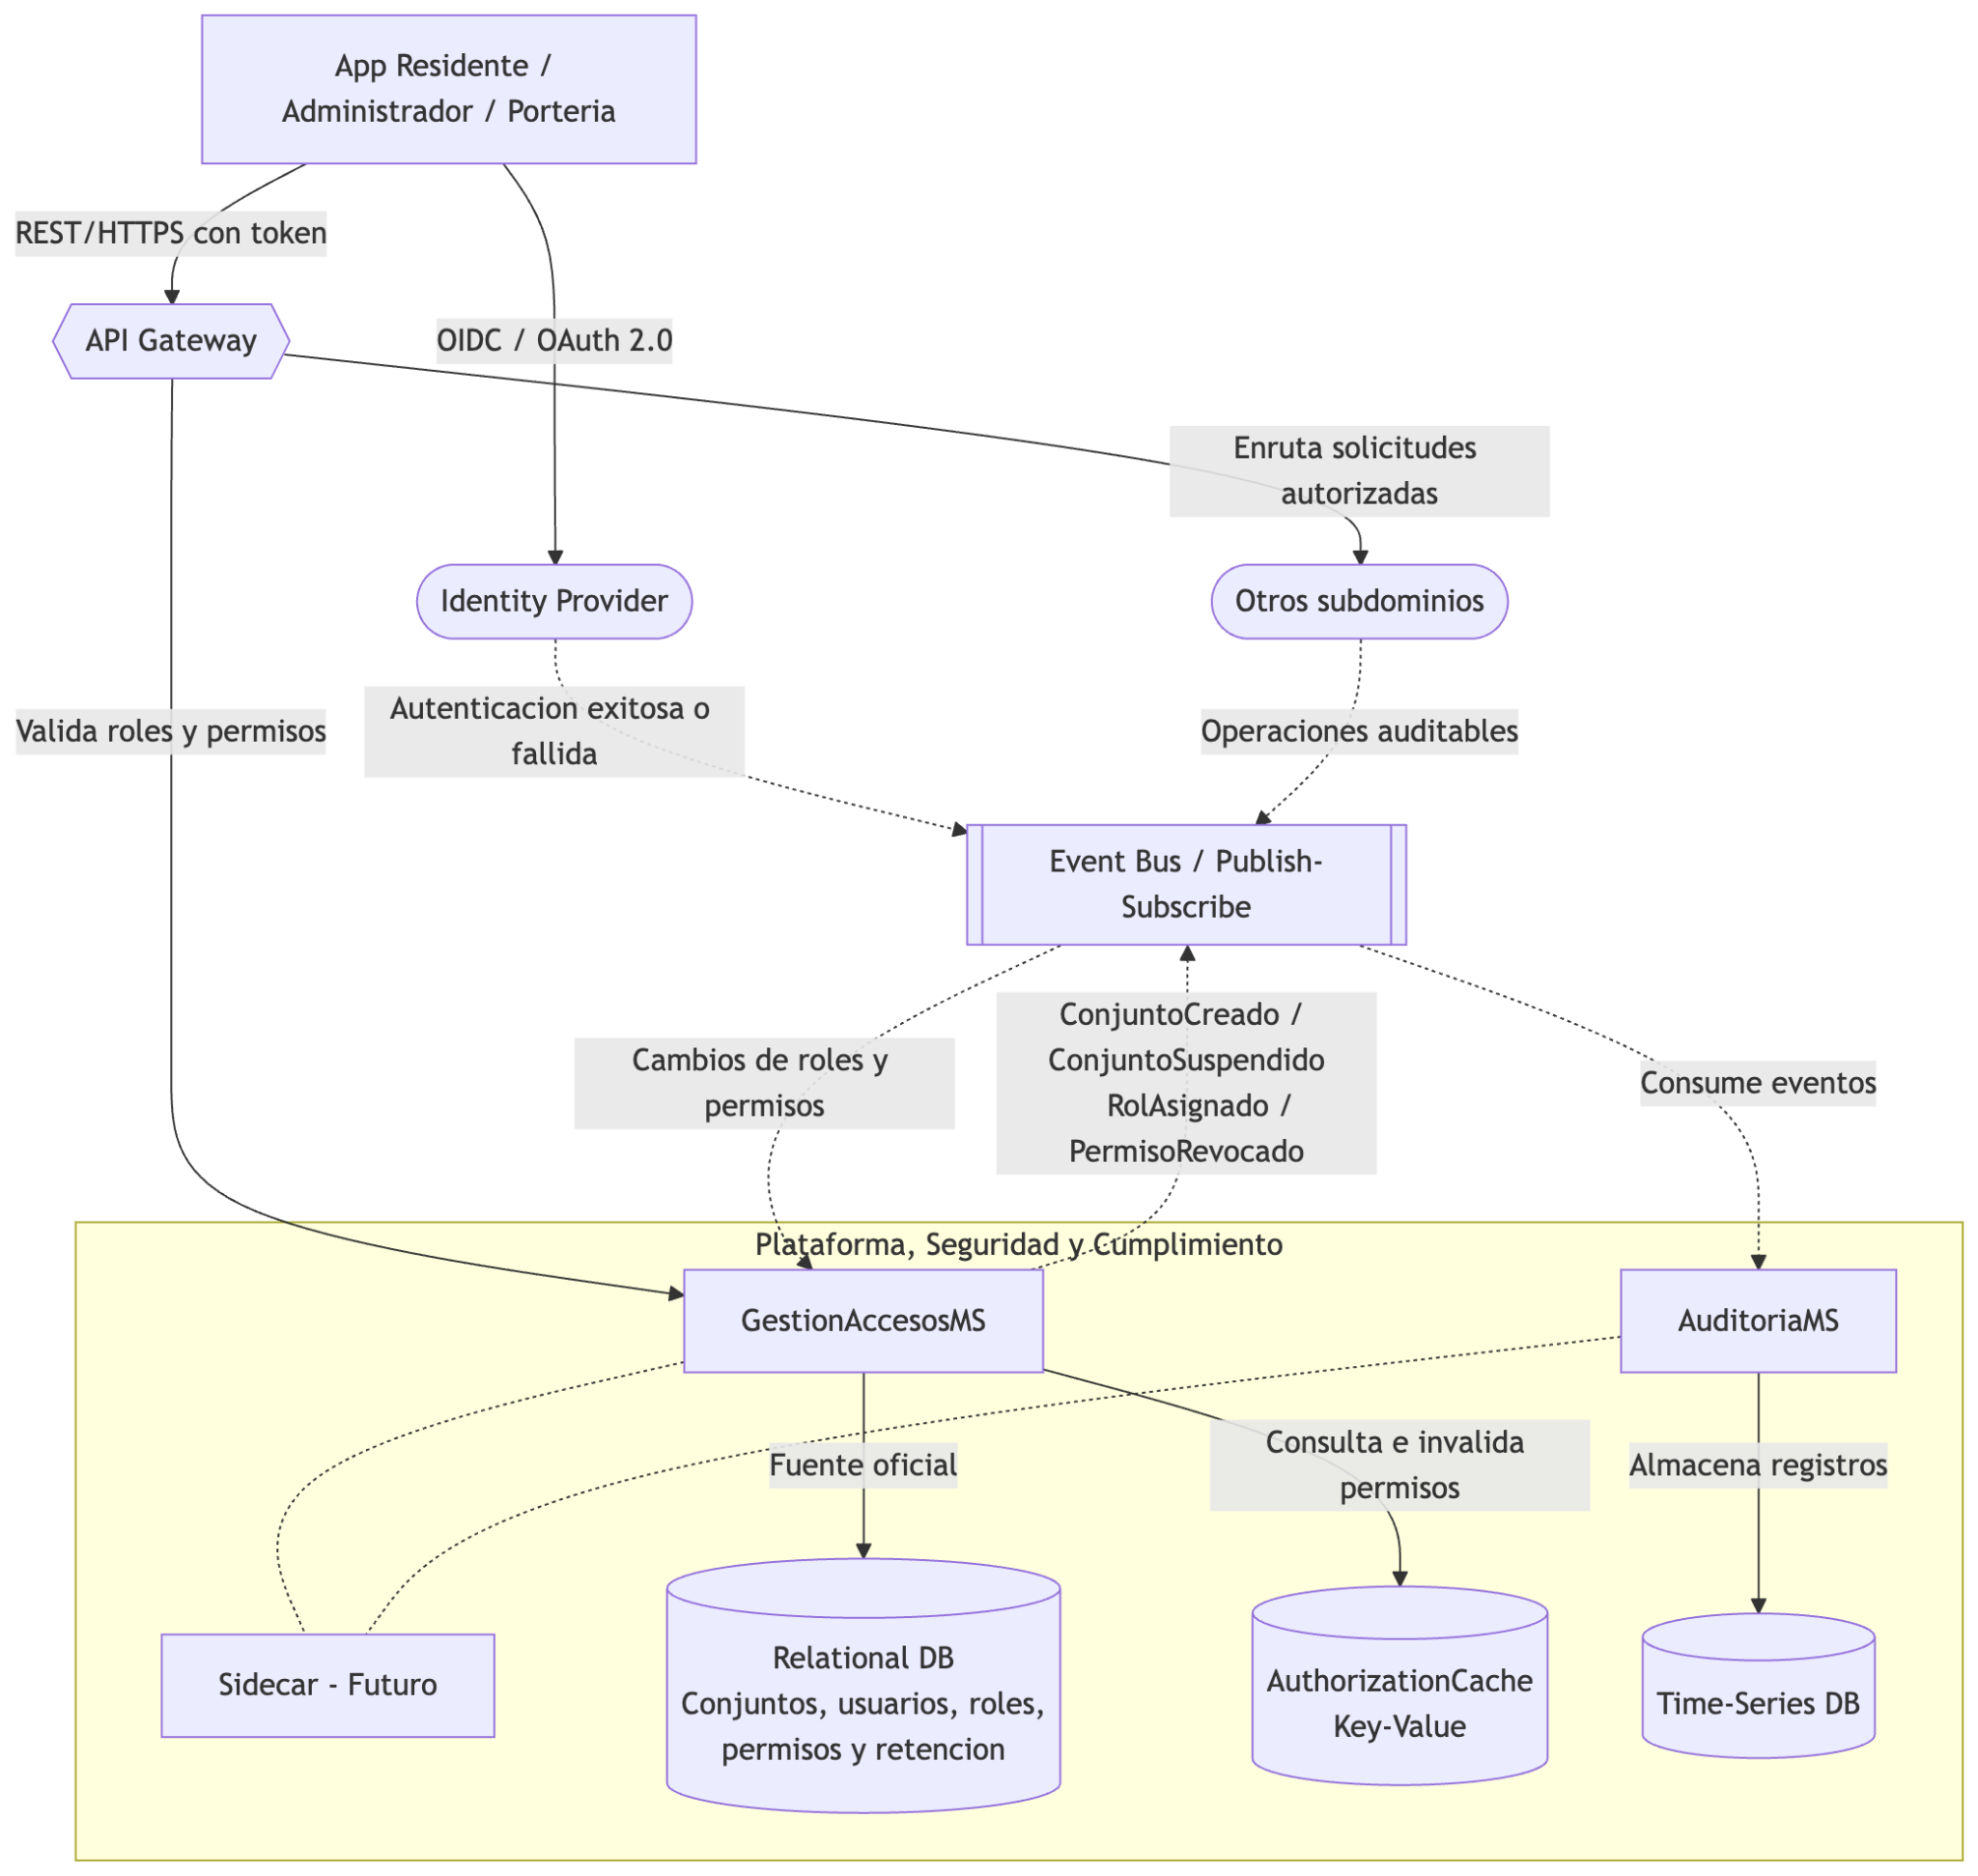 App Residente /
Administrador / Porteria
REST/HTTPS con token
API Gateway
OIDC / OAuth 2.0
Enruta solicitudes
autorizadas
Identity Provider
Otros subdominios
Valida roles y permisos
Autenticacion exitosa o
fallida
Operaciones auditables
Event Bus / Publish-
Subscribe
Cambios de roles y
permisos
ConjuntoCreado /
ConjuntoSuspendido
RolAsignado /
PermisoRevocado
Consume eventos
Plataforma, Seguridad y Cumplimiento
GestionAccesosMS
AuditoriaMS
Fuente oficial
Consulta e invalida
permisos
Almacena registros
Sidecar - Futuro
Relational DB
Conjuntos, usuarios, roles,
permisos y retencion
AuthorizationCache
Key-Value
Time-Series DB